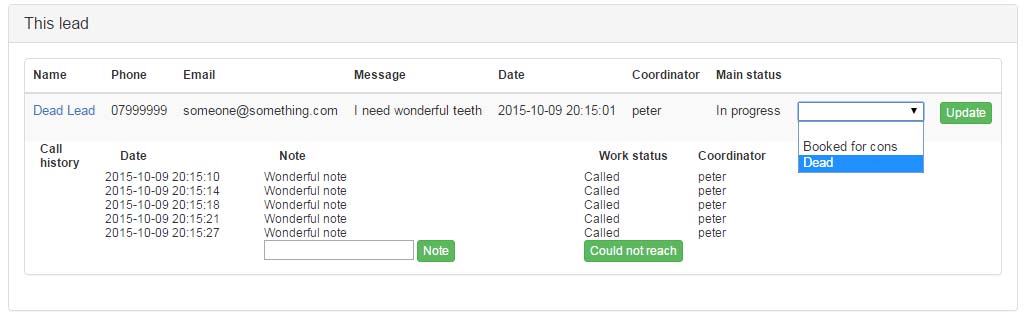 This lead
Name Phone Email Message Date Coordinator Main status
Dead Lead 07999999 someone@something.com I need wonderful teeth 2015-10-09 20:15:01 peter In progress Update
Booked for cons
Dead
Call history Date Note Work status Coordinator
2015-10-09 20:15:10 Wonderful note Called peter
2015-10-09 20:15:14 Wonderful note Called peter
2015-10-09 20:15:18 Wonderful note Called peter
2015-10-09 20:15:21 Wonderful note Called peter
2015-10-09 20:15:27 Wonderful note Called peter
Note Could not reach